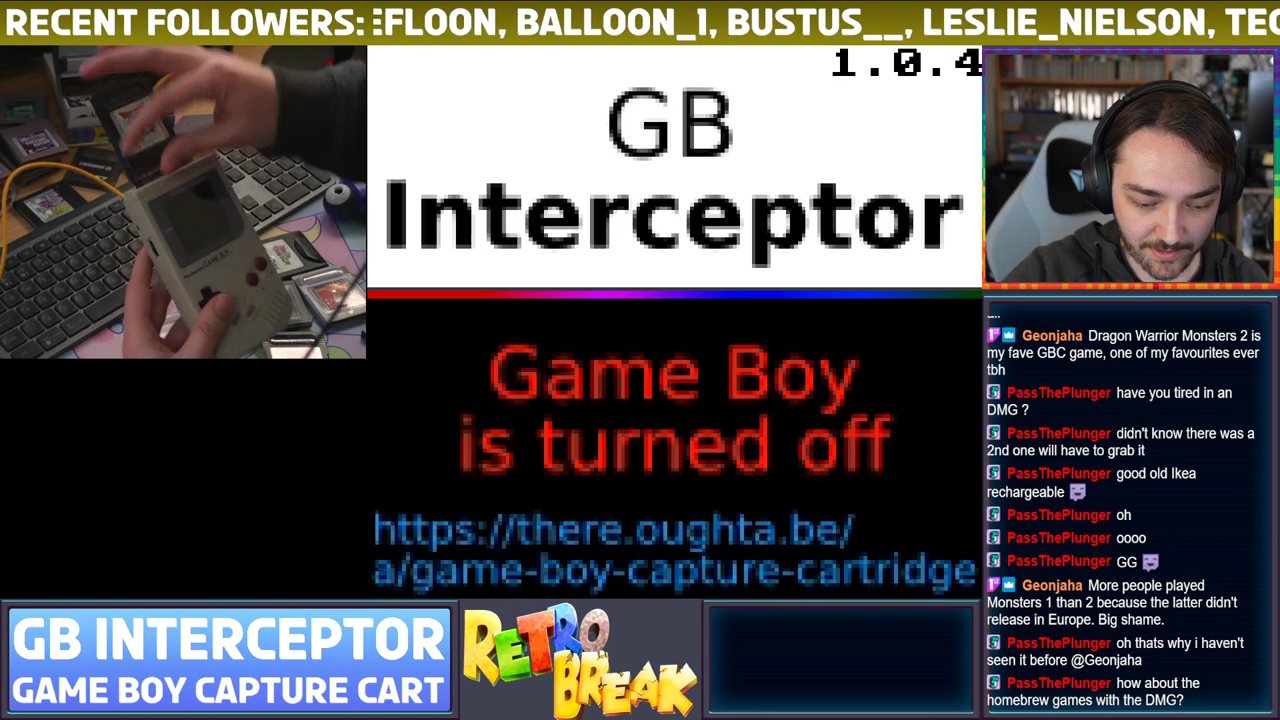 RECENT FOLLOWERS: EFLOON, BALLOON_1, BUSTUS__, LESLIE_NIELSON, TEC
1.0.4
GB
Interceptor
Game Boy
is turned off
https://there.oughta.be/
a/game-boy-capture-cartridge
Geonjaha Dragon Warrior Monsters 2 is
my fave GBC game, one of my favourites ever
tbh
PassThePlunger have you tired in an
DMG ?
PassThePlunger didn't know there was a
2nd one will have to grab it
PassThePlunger good old Ikea
rechargeable
PassThePlunger oh
PassThePlunger oooo
PassThePlunger GG
Geonjaha More people played
Monsters 1 than 2 because the latter didn't
release in Europe. Big shame.
PassThePlunger oh thats why i haven't
seen it before @Geonjaha
PassThePlunger how about the
homebrew games with the DMG?
GB INTERCEPTOR
GAME BOY CAPTURE CART
RETRO
BREAK